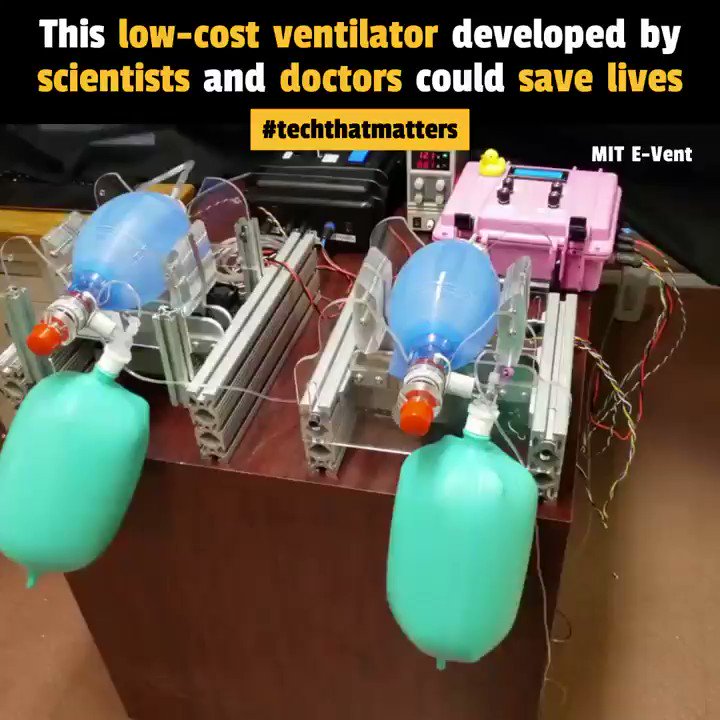 This low-cost ventilator developed by
scientists and doctors could save lives
#techthatmatters
MIT E-Vent